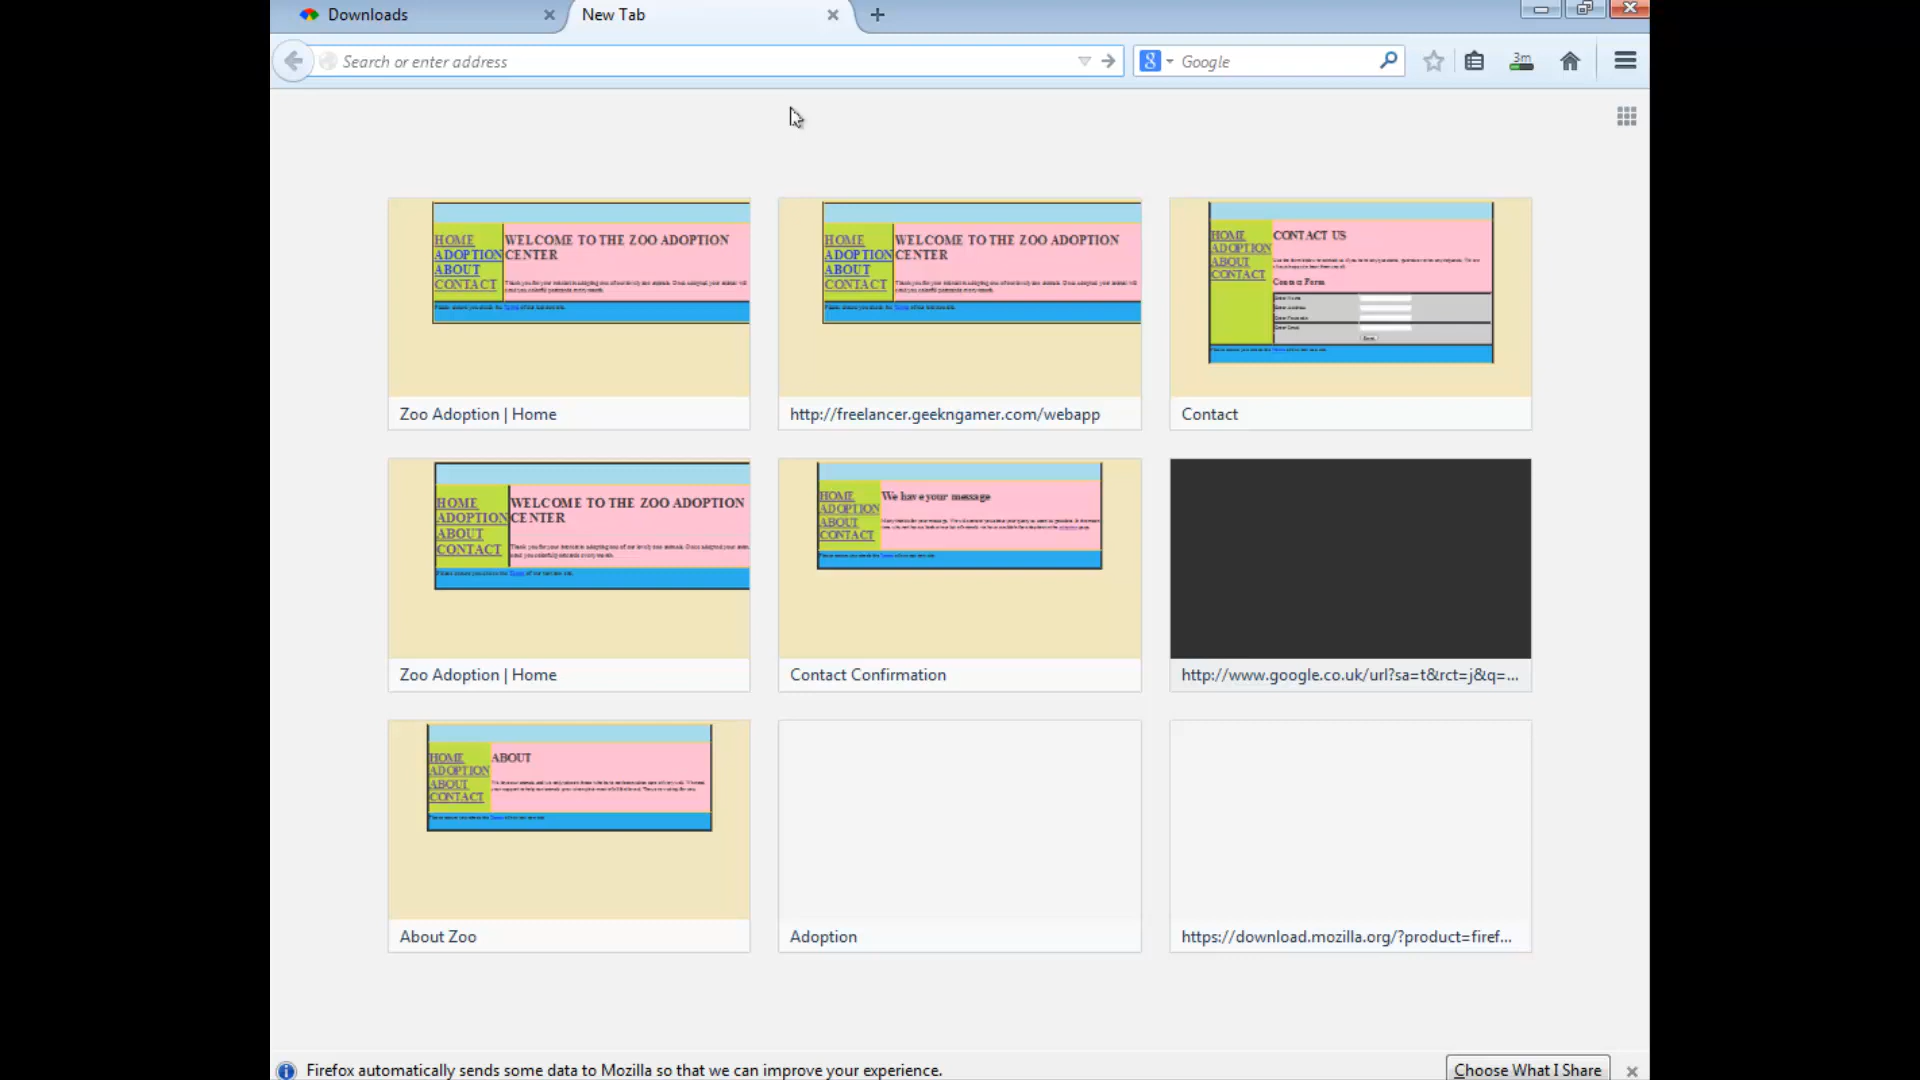 Downloads
New Tab
Search or enter address
Google
3m
HOME
ADOPTION
ABOUT
CONTACT
WELCOME TO THE ZOO ADOPTION
CENTER
Zoo Adoption | Home
HOME
ADOPTION
ABOUT
CONTACT
WELCOME TO THE ZOO ADOPTION
CENTER
http://freelancer.geekngamer.com/webapp
HOME
ADOPTION
ABOUT
CONTACT
CONTACT US
Contact Form
Contact
HOME
ADOPTION
ABOUT
CONTACT
WELCOME TO THE ZOO ADOPTION
CENTER
Zoo Adoption | Home
HOME
ADOPTION
ABOUT
CONTACT
We have your message
Contact Confirmation
http://www.google.co.uk/url?sa=t&rct=j&q=...
HOME
ADOPTION
ABOUT
CONTACT
ABOUT
About Zoo
Adoption
https://download.mozilla.org/?product=firef...
Firefox automatically sends some data to Mozilla so that we can improve your experience.
Choose What I Share